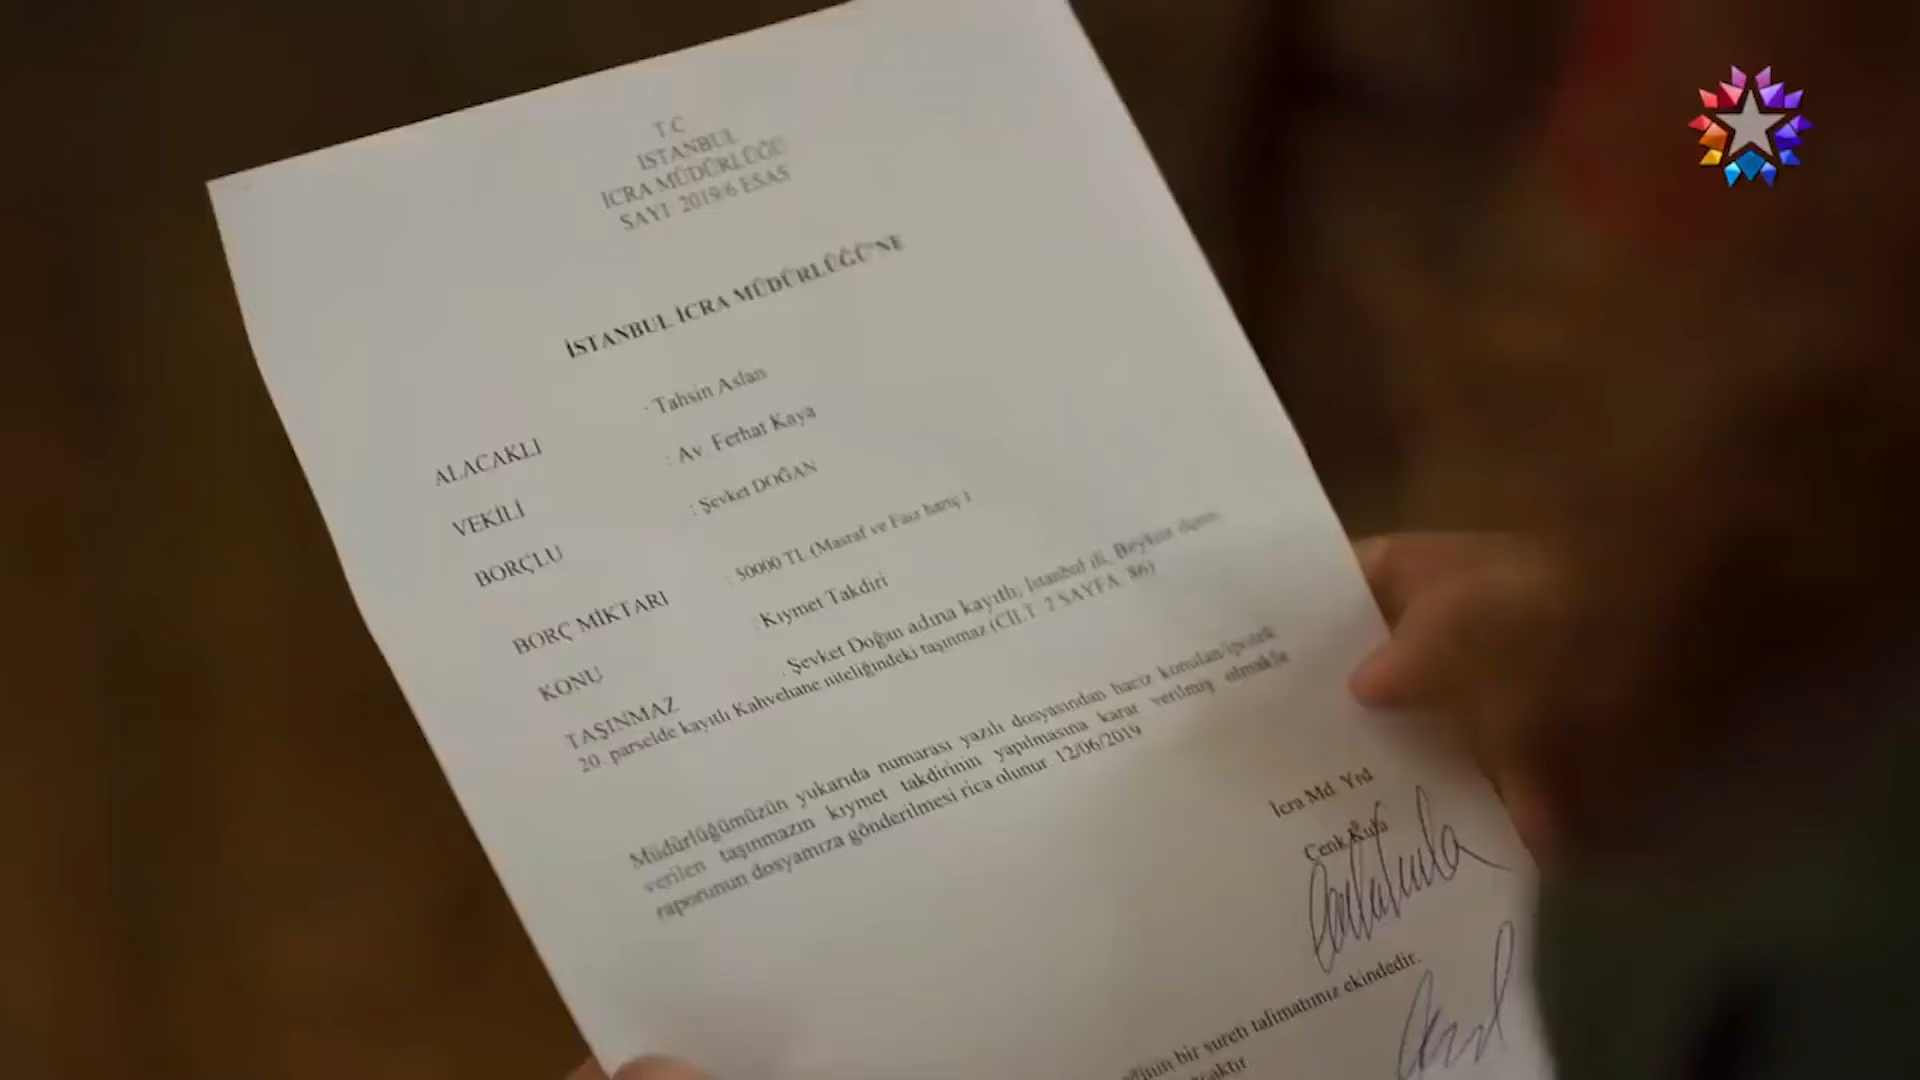 T.C
İSTANBUL
İCRA MÜDÜRLÜĞÜ
SAYI: 2019/6 ESAS
İSTANBUL İCRA MÜDÜRLÜĞÜ'NE
ALACAKLI : Tahsin Aslan
VEKİLİ : Av. Ferhat Kaya
BORÇLU : Şevket DOĞAN
BORÇ MİKTARI : 50000 TL (Masraf ve Faiz hariç )
KONU Kıymet Takdiri
TAŞINMAZ : Şevket Doğan adına kayıtlı, İstanbul ili, Beykoz ilçesi
20. parselde kayıtlı Kahvehane niteliğindeki taşınmaz (CİLT: 2 SAYFA: 86)
Müdürlüğümüzün yukarıda numarası yazılı dosyasından haciz konulan/ipotek
verilen taşınmazın kıymet takdirinin yapılmasına karar verilmiş olmakla
raporunun dosyamıza gönderilmesi rica olunur. 12/06/2019
İcra Md. Yrd
Cenk Kula
bir sureti talimatınız ekindedir.